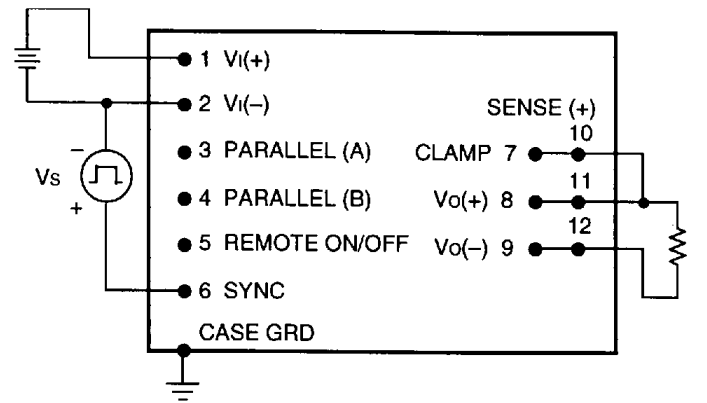 1 VI(+)
2 VI(–)
SENSE (+)
10
3 PARALLEL (A)
CLAMP 7
–
VS
+
11
4 PARALLEL (B)
VO(+) 8
12
5 REMOTE ON/OFF
VO(–) 9
6 SYNC
CASE GRD